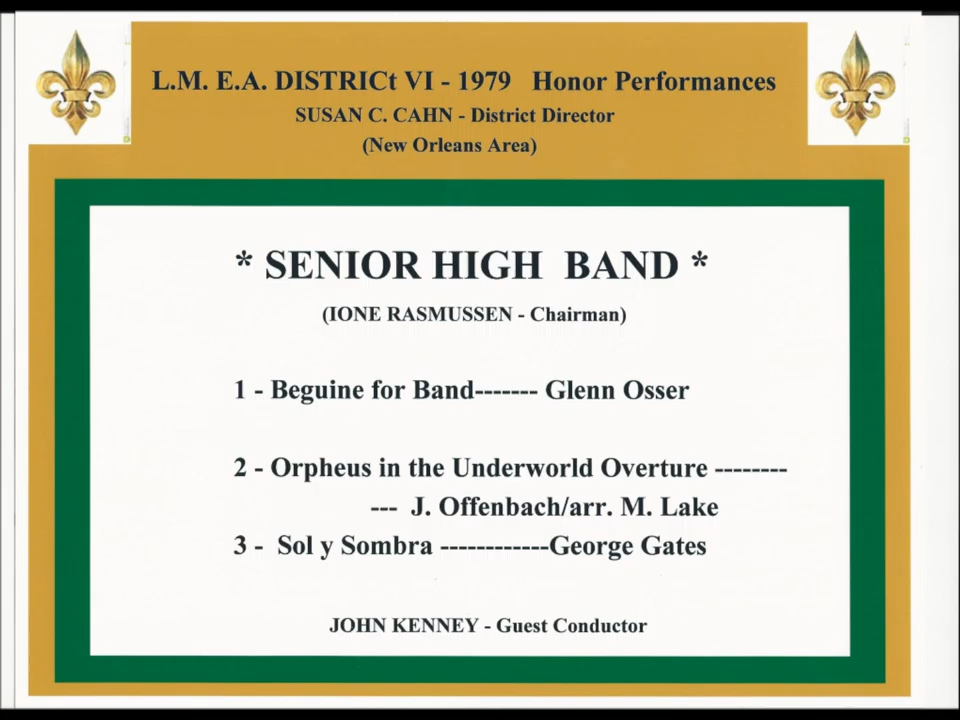 L.M. E.A. DISTRICt VI - 1979 Honor Performances
SUSAN C. CAHN - District Director
(New Orleans Area)
* SENIOR HIGH BAND *
(IONE RASMUSSEN - Chairman)
1 - Beguine for Band------- Glenn Osser
2 - Orpheus in the Underworld Overture --------
--- J. Offenbach/arr. M. Lake
3 - Sol y Sombra ------------George Gates
JOHN KENNEY - Guest Conductor